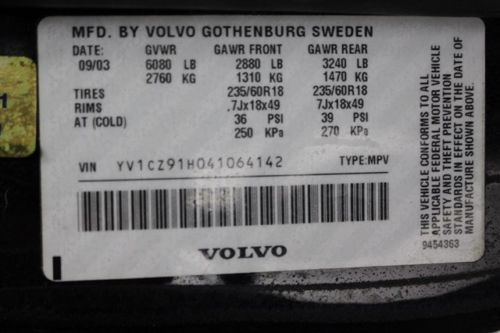 MFD. BY VOLVO GOTHENBURG SWEDEN
DATE: GVWR GAWR FRONT GAWR REAR
09/03 6080 LB 2880 LB 3240 LB
2760 KG 1310 KG 1470 KG
TIRES 235/60R18 235/60R18
RIMS .7Jx18x49 .7Jx18x49
AT (COLD) 36 PSI 39 PSI
250 KPa 270 KPa
VIN YV1CZ91H041064142 TYPE:MPV
VOLVO
THIS VEHICLE CONFORMS TO ALL
APPLICABLE FEDERAL MOTOR VEHICLE
SAFETY AND THEFT PREVENTION
STANDARDS IN EFFECT ON THE DATE OF
MANUFACTURE SHOWN ABOVE.
9454363
1